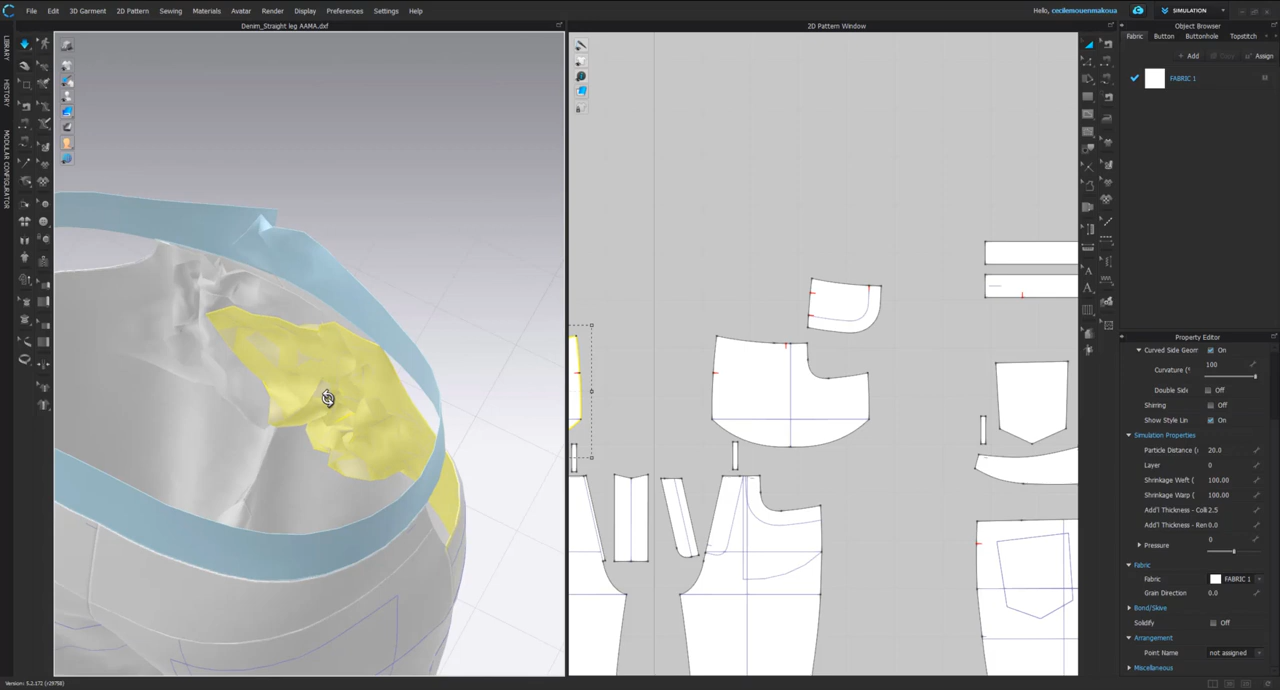 File Edit 3D Garment 2D Pattern Sewing Materials Avatar Render Display Preferences Settings Help
Hello, cecilemouenmakoua
SIMULATION
Denim_Straight leg AAMA.dxf
2D Pattern Window
Object Browser
Fabric Button Buttonhole Topstitch
Add Copy Assign
FABRIC 1
LIBRARY
HISTORY
MODULAR CONFIGURATOR
Property Editor
Curved Side Geom On
Curvature ( 100
Double Side Off
Shirring Off
Show Style Lin On
Simulation Properties
Particle Distance ( 20.0
Layer 0
Shrinkage Weft ( 100.00
Shrinkage Warp ( 100.00
Add'l Thickness - Coll 2.5
Add'l Thickness - Ren 0.0
Pressure 0
Fabric
Fabric FABRIC 1
Grain Direction 0.0
Bond/Skive
Solidify Off
Arrangement
Point Name not assigned
Miscellaneous